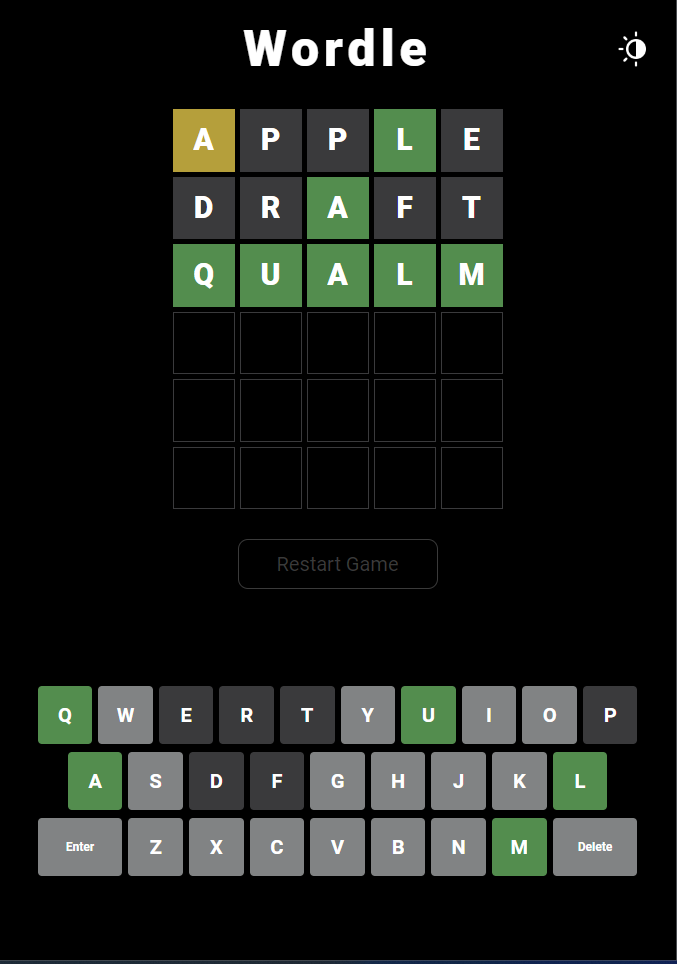 Wordle
A P P L E
D R A F T
Q U A L M
Restart Game
Q W E R T Y U I O P
A S D F G H J K L
Enter Z X C V B N M Delete